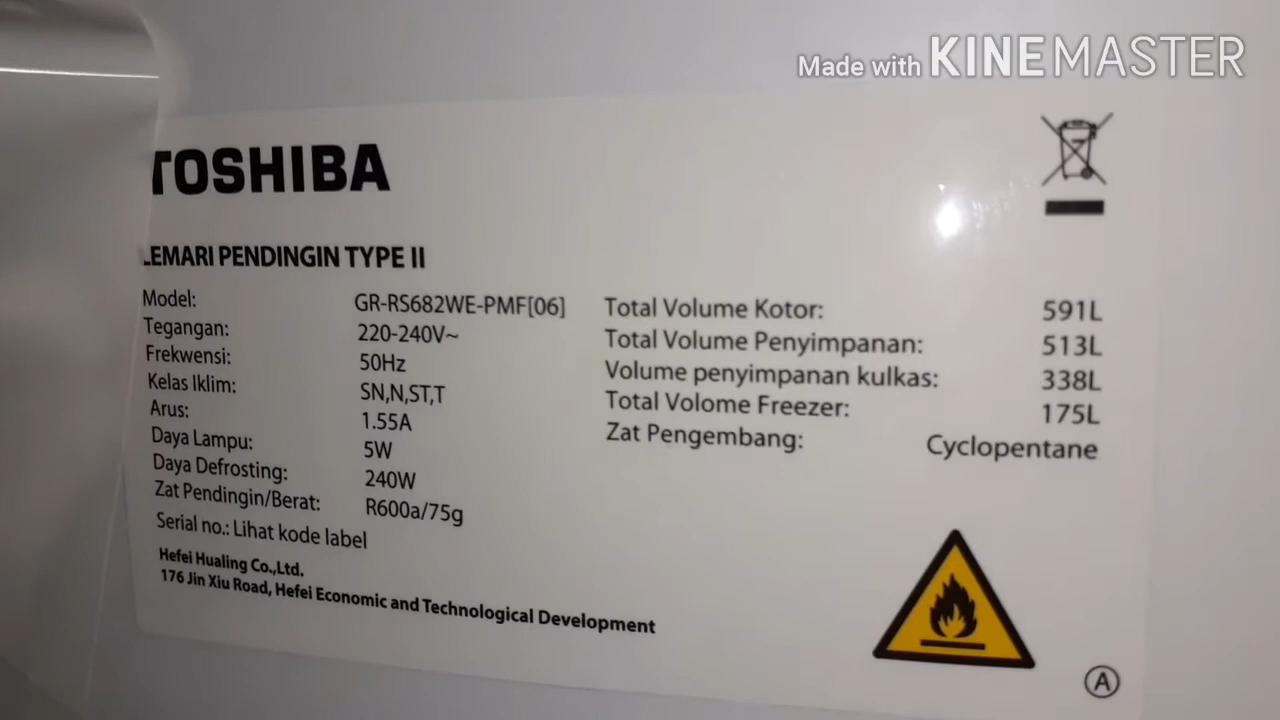 Made with KINEMASTER
TOSHIBA
LEMARI PENDINGIN TYPE II
Model: GR-RS682WE-PMF[06]
Tegangan: 220-240V~
Frekwensi: 50Hz
Kelas Iklim: SN,N,ST,T
Arus: 1.55A
Daya Lampu: 5W
Daya Defrosting: 240W
Zat Pendingin/Berat: R600a/75g
Serial no.: Lihat kode label
Hefei Hualing Co.,Ltd.
176 Jin Xiu Road, Hefei Economic and Technological Development
Total Volume Kotor: 591L
Total Volume Penyimpanan: 513L
Volume penyimpanan kulkas: 338L
Total Volome Freezer: 175L
Zat Pengembang: Cyclopentane
A